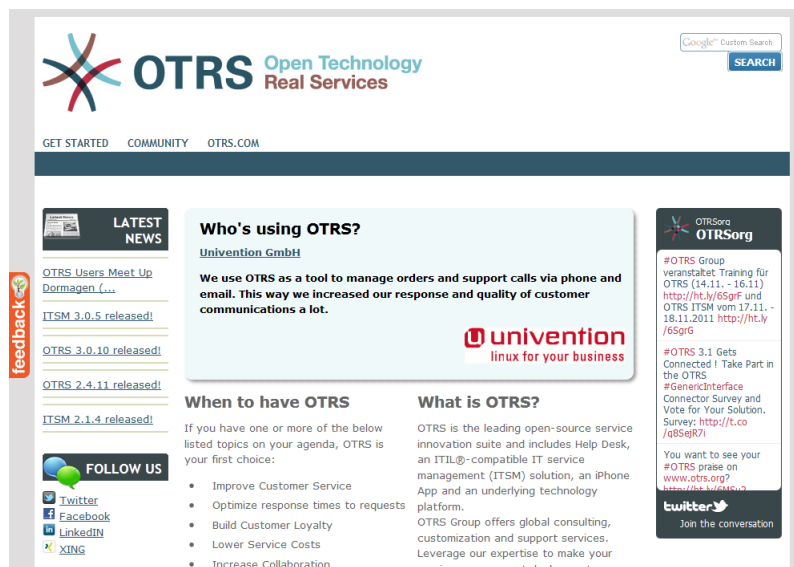 OTRS Open Technology
Real Services
Google™ Custom Search
SEARCH
GET STARTED COMMUNITY OTRS.COM
feedback
LATEST
NEWS
OTRS Users Meet Up
Dormagen (...
ITSM 3.0.5 released!
OTRS 3.0.10 released!
OTRS 2.4.11 released!
ITSM 2.1.4 released!
FOLLOW US
Twitter
Facebook
LinkedIN
XING
Who's using OTRS?
Univention GmbH
We use OTRS as a tool to manage orders and support calls via phone and
email. This way we increased our response and quality of customer
communications a lot.
univention
linux for your business
When to have OTRS
If you have one or more of the below
listed topics on your agenda, OTRS is
your first choice:
• Improve Customer Service
• Optimize response times to requests
• Build Customer Loyalty
• Lower Service Costs
• Increase Collaboration
What is OTRS?
OTRS is the leading open-source service
innovation suite and includes Help Desk,
an ITIL®-compatible IT service
management (ITSM) solution, an iPhone
App and an underlying technology
platform.
OTRS Group offers global consulting,
customization and support services.
Leverage our expertise to make your
OTRSorg
OTRSorg
#OTRS Group
veranstaltet Training für
OTRS (14.11. - 16.11)
http://ht.ly/6SgrF und
OTRS ITSM vom 17.11. -
18.11.2011 http://ht.ly
/6SgrG
#OTRS 3.1 Gets
Connected ! Take Part in
the OTRS
#GenericInterface
Connector Survey and
Vote for Your Solution.
Survey: http://t.co
/q8SejR7i
You want to see your
#OTRS praise on
www.otrs.org?
twitter
Join the conversation